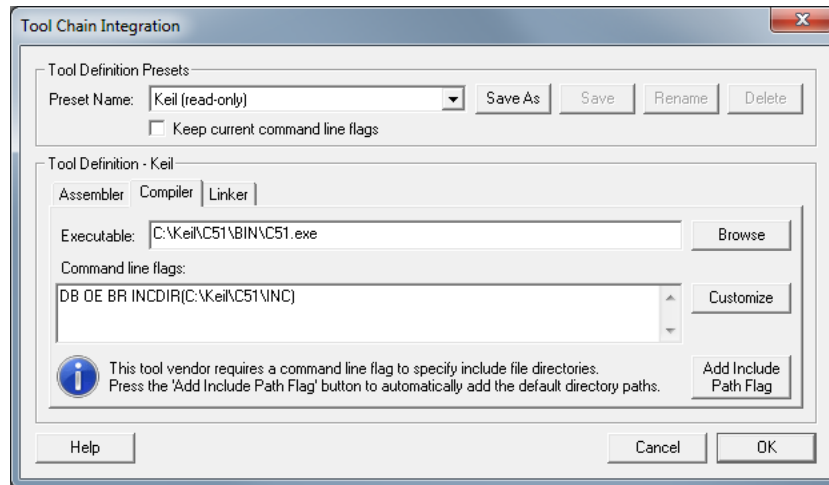 Tool Chain Integration
Tool Definition Presets
Preset Name: Keil (read-only) Save As Save Rename Delete
Keep current command line flags
Tool Definition - Keil
Assembler Compiler Linker
Executable: C:\Keil\C51\BIN\C51.exe Browse
Command line flags:
DB OE BR INCDIR(C:\Keil\C51\INC) Customize
This tool vendor requires a command line flag to specify include file directories.
Press the 'Add Include Path Flag' button to automatically add the default directory paths.
Add Include
Path Flag
Help Cancel OK